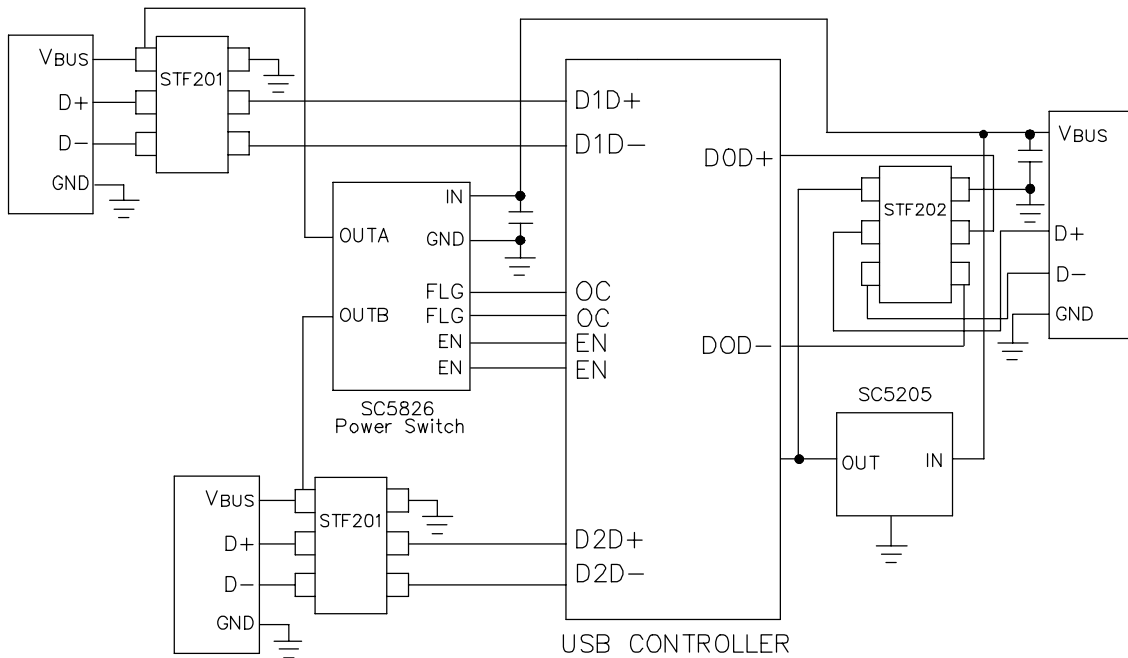 VBUS
D+
D-
GND
STF201
D1D+
D1D-
IN
GND
OUTA
OUTB
FLG
FLG
EN
EN
SC5826
Power Switch
OC
OC
EN
EN
DOD+
DOD-
STF202
VBUS
D+
D-
GND
SC5205
OUT
IN
VBUS
D+
D-
GND
STF201
D2D+
D2D-
USB CONTROLLER